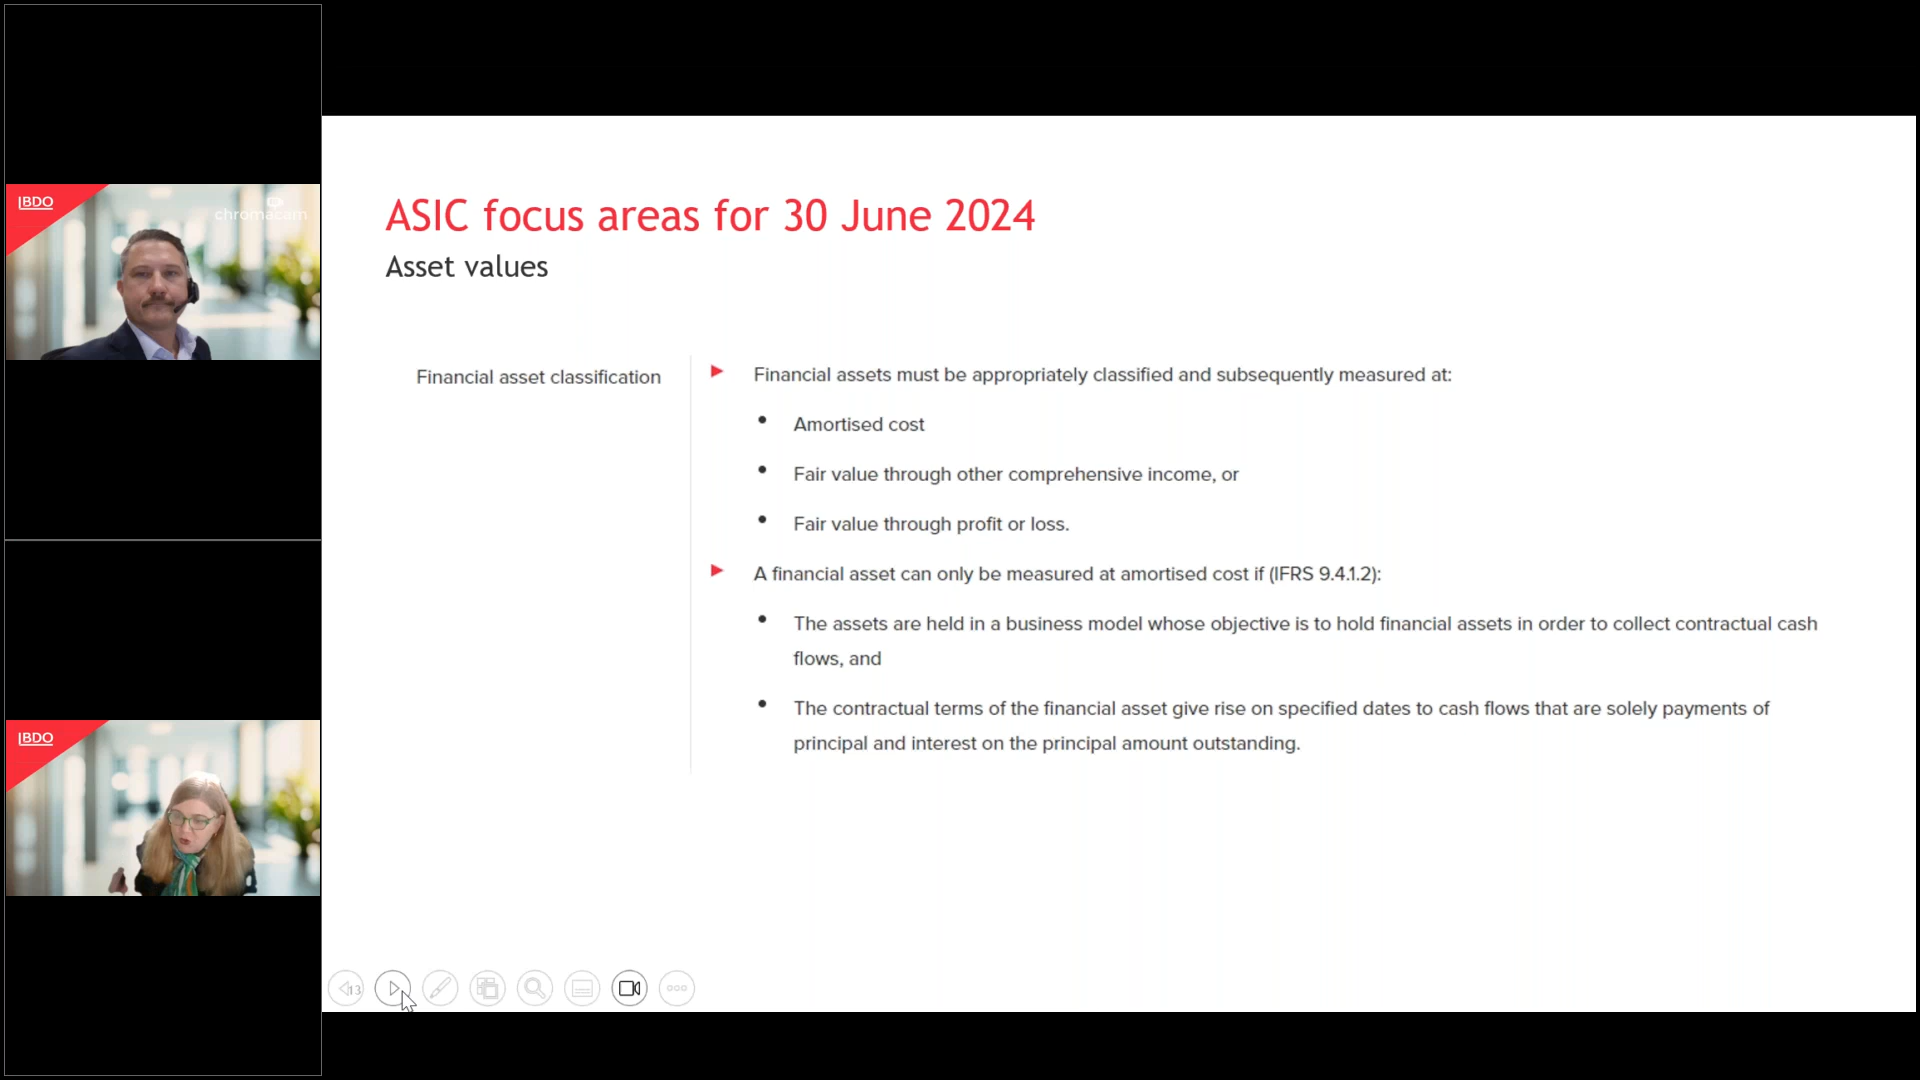 BDO
chromacam
BDO
ASIC focus areas for 30 June 2024
Asset values
Financial asset classification
Financial assets must be appropriately classified and subsequently measured at:
Amortised cost
Fair value through other comprehensive income, or
Fair value through profit or loss.
A financial asset can only be measured at amortised cost if (IFRS 9.4.1.2):
The assets are held in a business model whose objective is to hold financial assets in order to collect contractual cash
flows, and
The contractual terms of the financial asset give rise on specified dates to cash flows that are solely payments of
principal and interest on the principal amount outstanding.
13